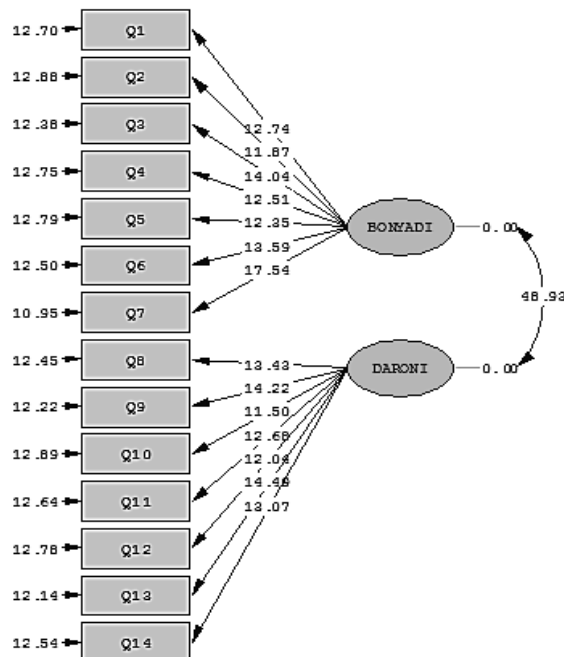 12.70 Q1
12.88 Q2
12.38 Q3
12.74
11.87
12.75 Q4
14.04
12.51
12.79 Q5
12.35
BONYADI 0.00
12.50 Q6
13.59
17.54
48.93
10.95 Q7
12.45 Q8
13.43
DARONI 0.00
12.22 Q9
14.22
11.50
12.89 Q10
12.68
12.04
12.64 Q11
14.48
13.07
12.78 Q12
12.14 Q13
12.54 Q14